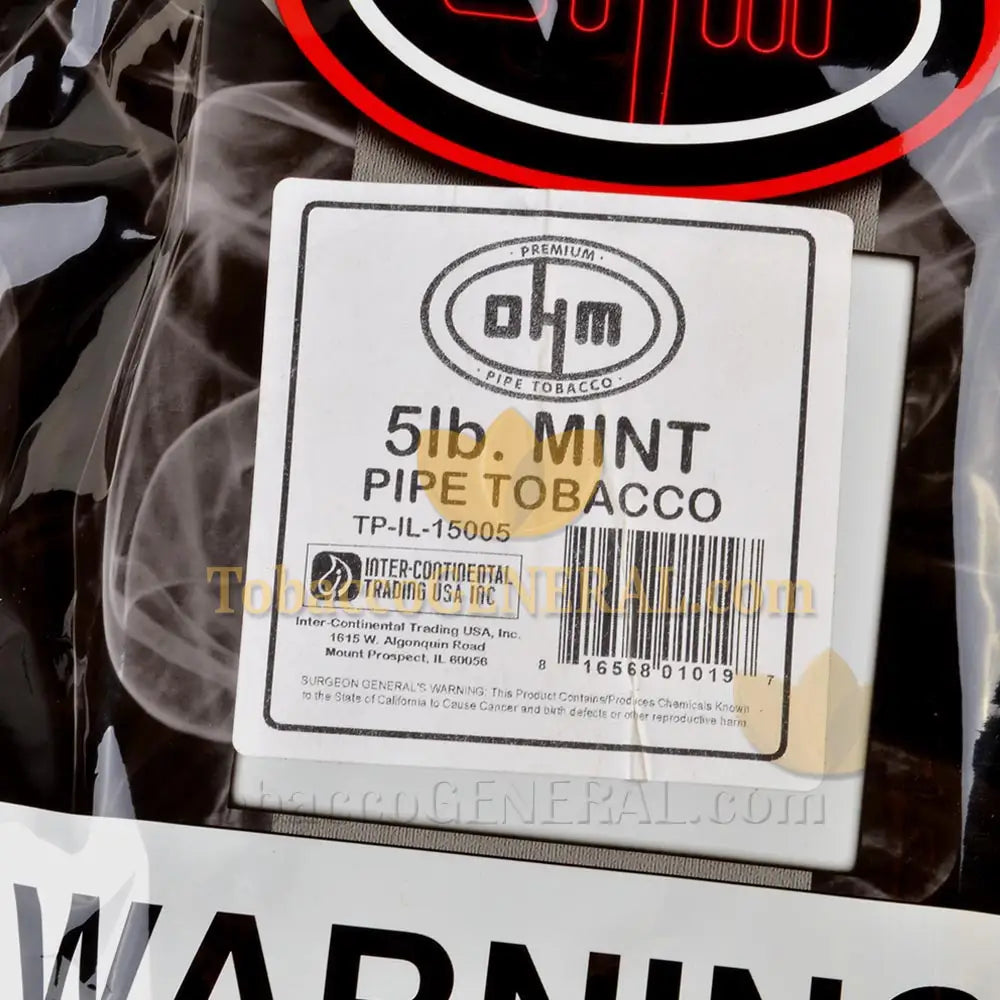 PREMIUM
ohm
PIPE TOBACCO
5lb. MINT
PIPE TOBACCO
TP-IL-15005
INTER-CONTINENTAL
TRADING USA INC
TobaccoGENERAL.com
Inter-Continental Trading USA, Inc.
1615 W. Algonquin Road
Mount Prospect, IL 60056
8 16568 01019 7
SURGEON GENERAL'S WARNING: This Product Contains/Produces Chemicals Known
to the State of California to Cause Cancer and birth defects or other reproductive harm
obaccoGENERAL.com
WARNING